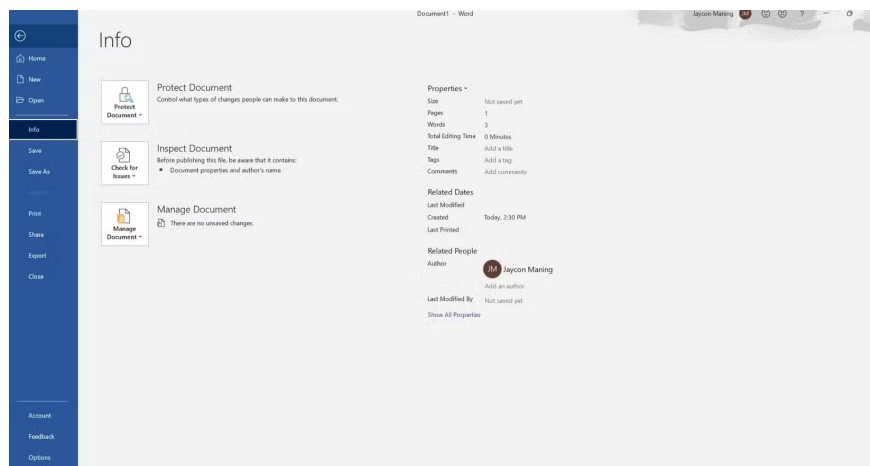 Document1 - Word
Jaycon Maning JM ?
Info
Home
New
Open
Info
Save
Save As
Print
Share
Export
Close
Account
Feedback
Options
Protect Document
Protect Document
Control what types of changes people can make to this document.
Check for Issues
Inspect Document
Before publishing this file, be aware that it contains:
Document properties and author's name
Manage Document
Manage Document
There are no unsaved changes.
Properties
Size Not saved yet
Pages 1
Words 3
Total Editing Time 0 Minutes
Title Add a title
Tags Add a tag
Comments Add comments
Related Dates
Last Modified
Created Today, 2:30 PM
Last Printed
Related People
Author JM Jaycon Maning
Add an author
Last Modified By Not saved yet
Show All Properties